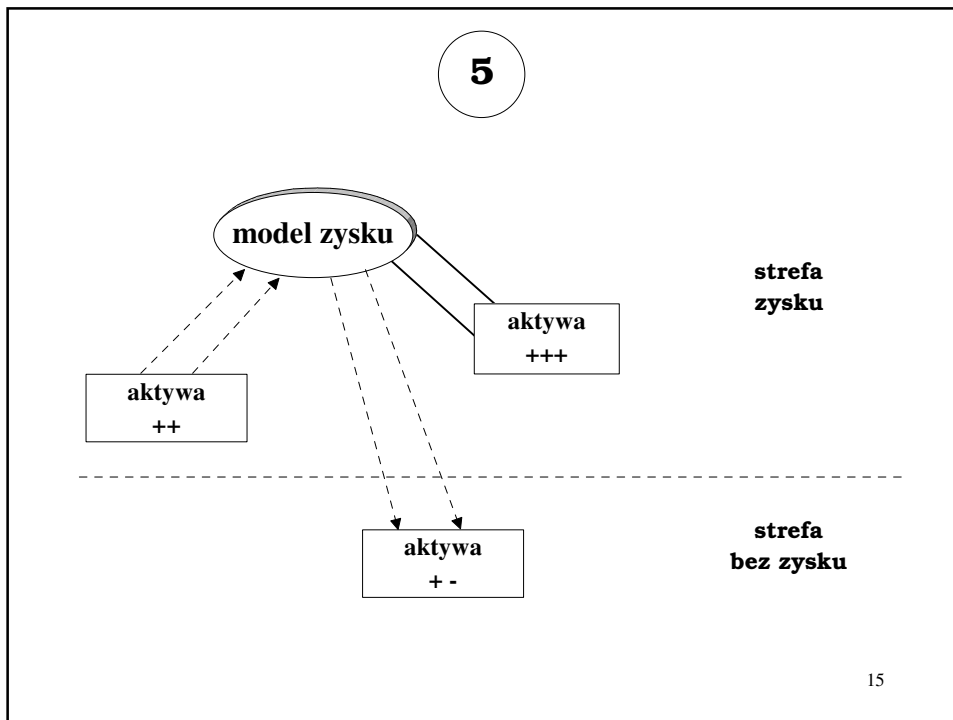 5
model zysku
strefa
zysku
aktywa
+++
aktywa
++
strefa
bez zysku
aktywa
+ -
15